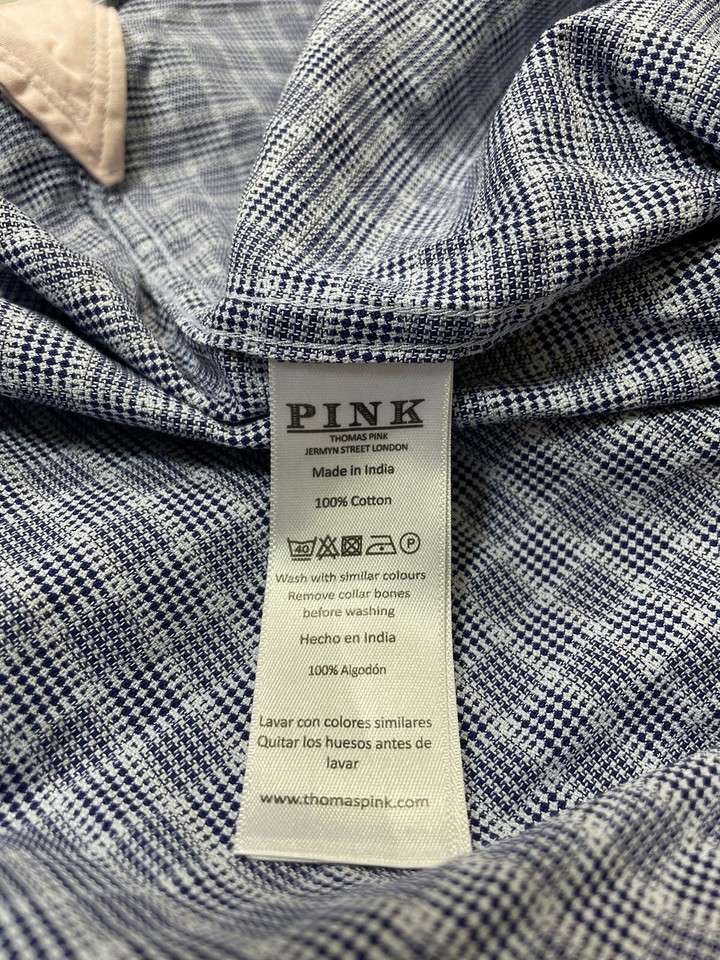 PINK
THOMAS PINK
JERMYN STREET LONDON
Made in India
100% Cotton
40 P
Wash with similar colours
Remove collar bones
before washing
Hecho en India
100% Algodón
Lavar con colores similares
Quitar los huesos antes de
lavar
www.thomaspink.com